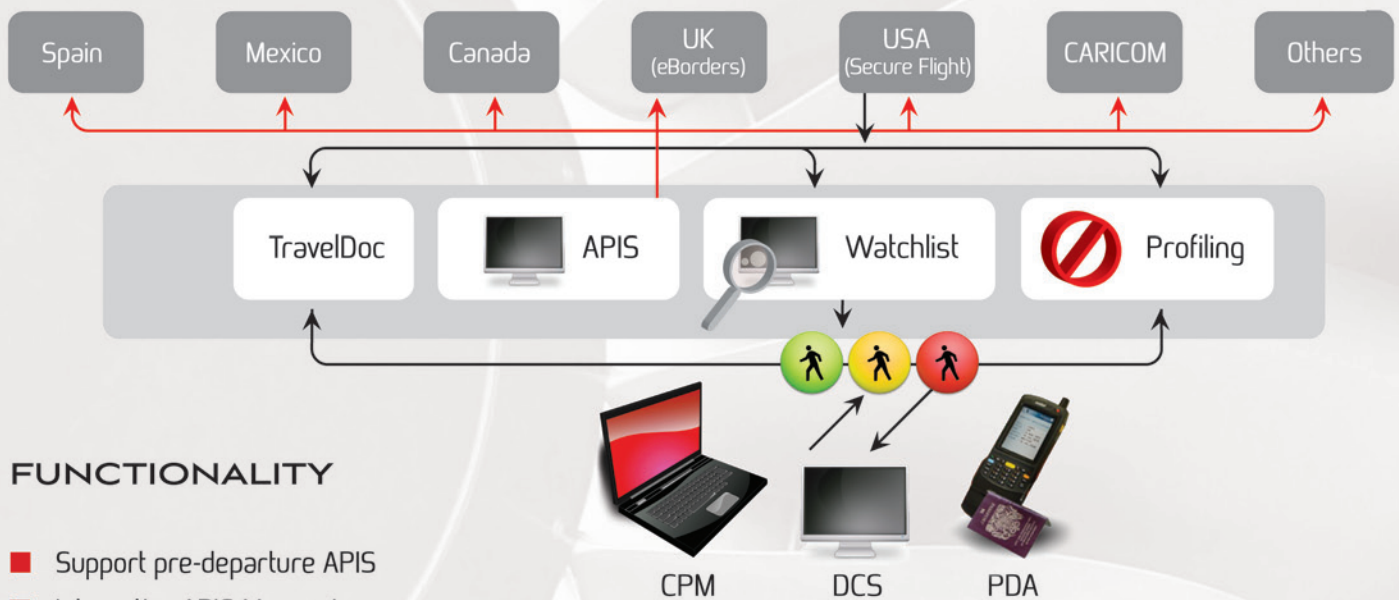 Spain
Mexico
Canada
UK
(eBorders)
USA
(Secure Flight)
CARICOM
Others
TravelDoc
APIS
Watchlist
Profiling
FUNCTIONALITY
Support pre-departure APIS
CPM
DCS
PDA